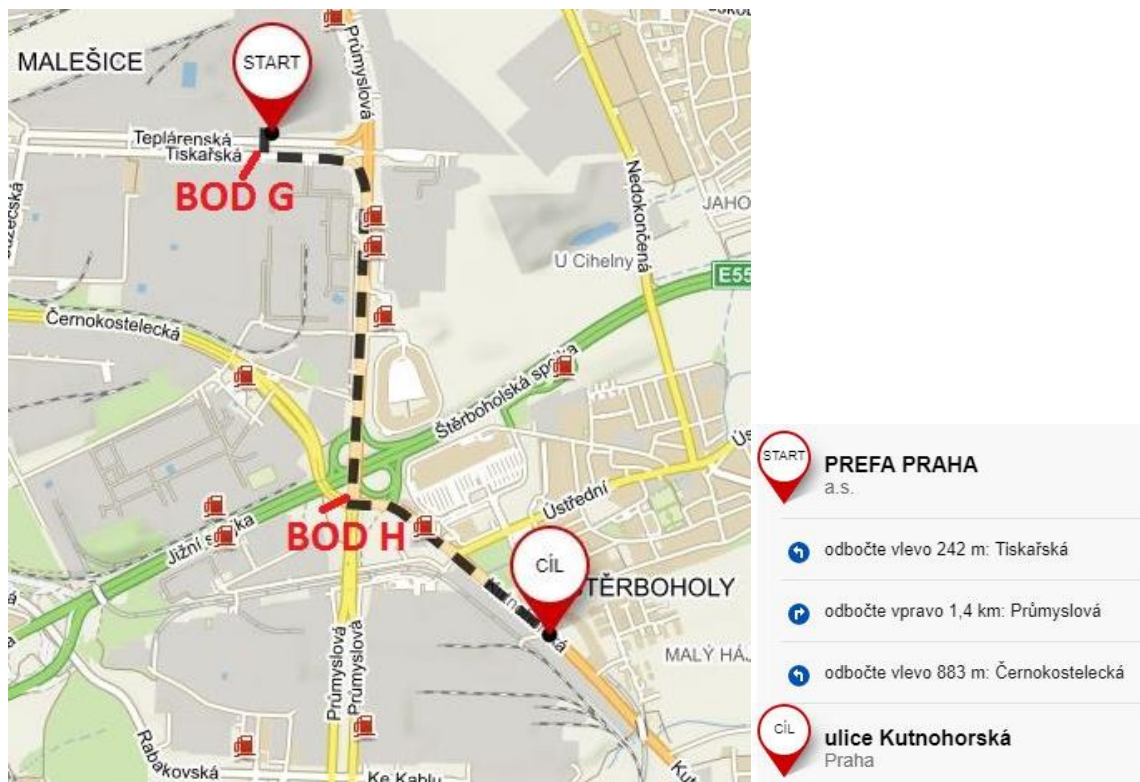 MALEŠICE
START
Průmyslová
Teplárenská
Tiskařská
BOD G
Nedokončená
JAHO
U Cihelny
E55
Černokostelecká
Štěrboholská spojka
BOD H
Jižní spojka
Ústřední
CÍL
ŠTĚRBOHOLY
MALÝ HÁJ
Průmyslová
Průmyslová
Rabakovská
Ke Kablu
START
PREFA PRAHA
a.s.
odbočte vlevo 242 m: Tiskařská
odbočte vpravo 1,4 km: Průmyslová
odbočte vlevo 883 m: Černokostelecká
CÍL
ulice Kutnohorská
Praha